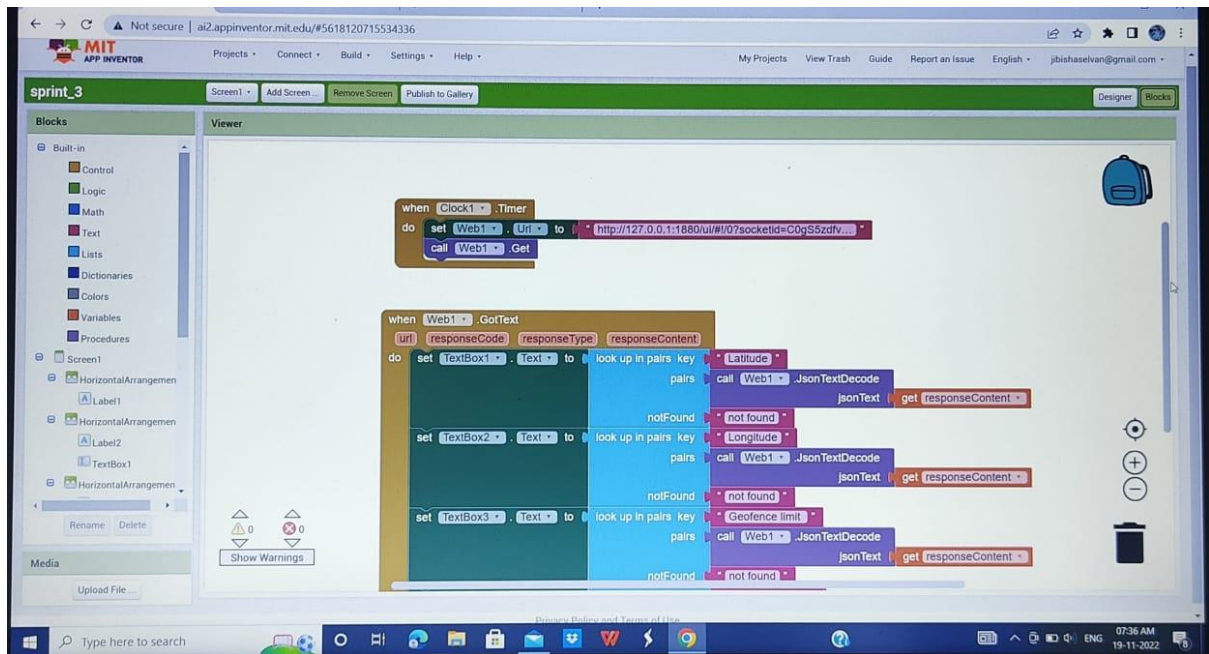 Not secure | ai2.appinventor.mit.edu/#5618120715534336
MIT
APP INVENTOR
Projects Connect Build Settings Help My Projects View Trash Guide Report an Issue English jibishaselvan@gmail.com
sprint_3 Screen1 Add Screen ... Remove Screen Publish to Gallery Designer Blocks
Blocks Viewer
Built-in
Control
Logic
Math
Text
Lists
Dictionaries
Colors
Variables
Procedures
Screen1
HorizontalArrangemen
Label1
HorizontalArrangemen
Label2
TextBox1
HorizontalArrangemen
Rename Delete
Media
Upload File ...
when Clock1 .Timer
do set Web1 . Url to " http://127.0.0.1:1880/ui/#!/0?socketid=C0gS5zdfv... "
call Web1 .Get
when Web1 .GotText
url responseCode responseType responseContent
do set TextBox1 . Text to look up in pairs key " Latitude "
pairs call Web1 .JsonTextDecode
jsonText get responseContent
notFound " not found "
set TextBox2 . Text to look up in pairs key " Longitude "
pairs call Web1 .JsonTextDecode
jsonText get responseContent
notFound " not found "
set TextBox3 . Text to look up in pairs key " Geofence limit "
pairs call Web1 .JsonTextDecode
jsonText get responseContent
notFound " not found "
0 0
Show Warnings
Privacy Policy and Terms of Use
Type here to search ENG 07:36 AM
19-11-2022
8